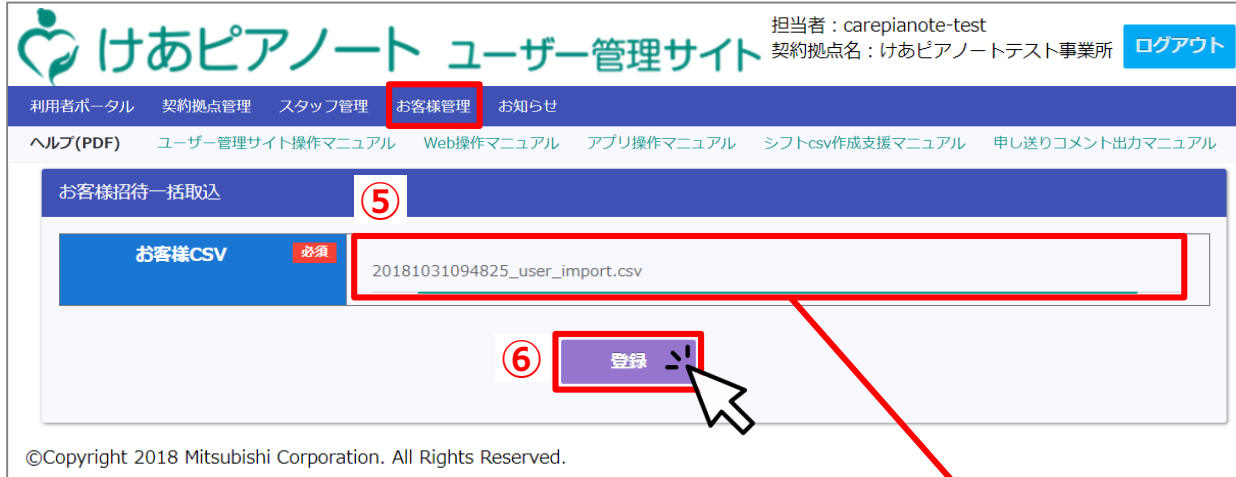 けあピアノート ユーザー管理サイト
担当者：carepianote-test
契約拠点名：けあピアノートテスト事業所
ログアウト
利用者ポータル 契約拠点管理 スタッフ管理 お客様管理 お知らせ
ヘルプ(PDF) ユーザー管理サイト操作マニュアル Web操作マニュアル アプリ操作マニュアル シフトcsv作成支援マニュアル 申し送りコメント出力マニュアル
お客様招待一括取込
⑤
お客様CSV 必須
20181031094825_user_import.csv
⑥ 登録
©Copyright 2018 Mitsubishi Corporation. All Rights Reserved.